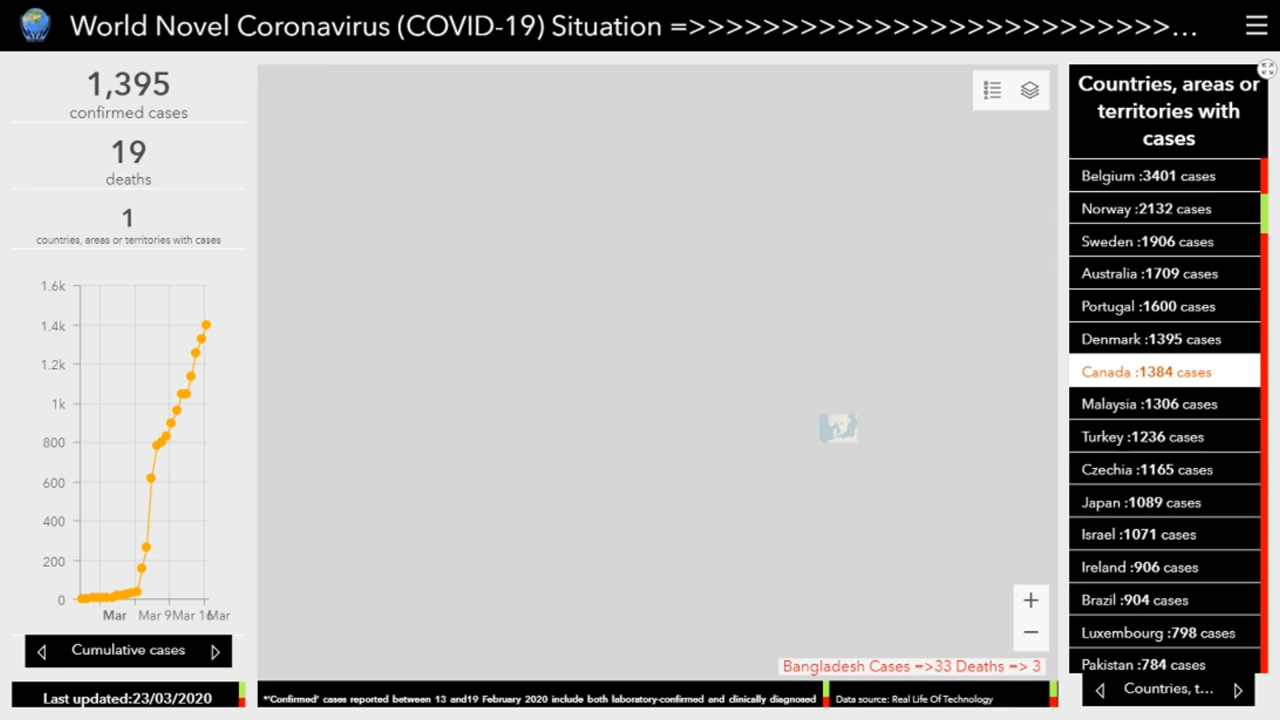 World Novel Coronavirus (COVID-19) Situation =>>>>>>>>>>>>>>>>>>>>>>>>>>>...
1,395
confirmed cases
19
deaths
1
countries, areas or territories with cases
1.6k
1.4k
1.2k
1k
800
600
400
200
0
Mar
Mar 9
Mar 16
Mar
Cumulative cases
Last updated:23/03/2020
Bangladesh Cases =>33 Deaths => 3
*'Confirmed' cases reported between 13 and19 February 2020 include both laboratory-confirmed and clinically diagnosed
Data source: Real Life Of Technology
Countries, areas or
territories with
cases
Belgium :3401 cases
Norway :2132 cases
Sweden :1906 cases
Australia :1709 cases
Portugal :1600 cases
Denmark :1395 cases
Canada :1384 cases
Malaysia :1306 cases
Turkey :1236 cases
Czechia :1165 cases
Japan :1089 cases
Israel :1071 cases
Ireland :906 cases
Brazil :904 cases
Luxembourg :798 cases
Pakistan :784 cases
Countries, t...